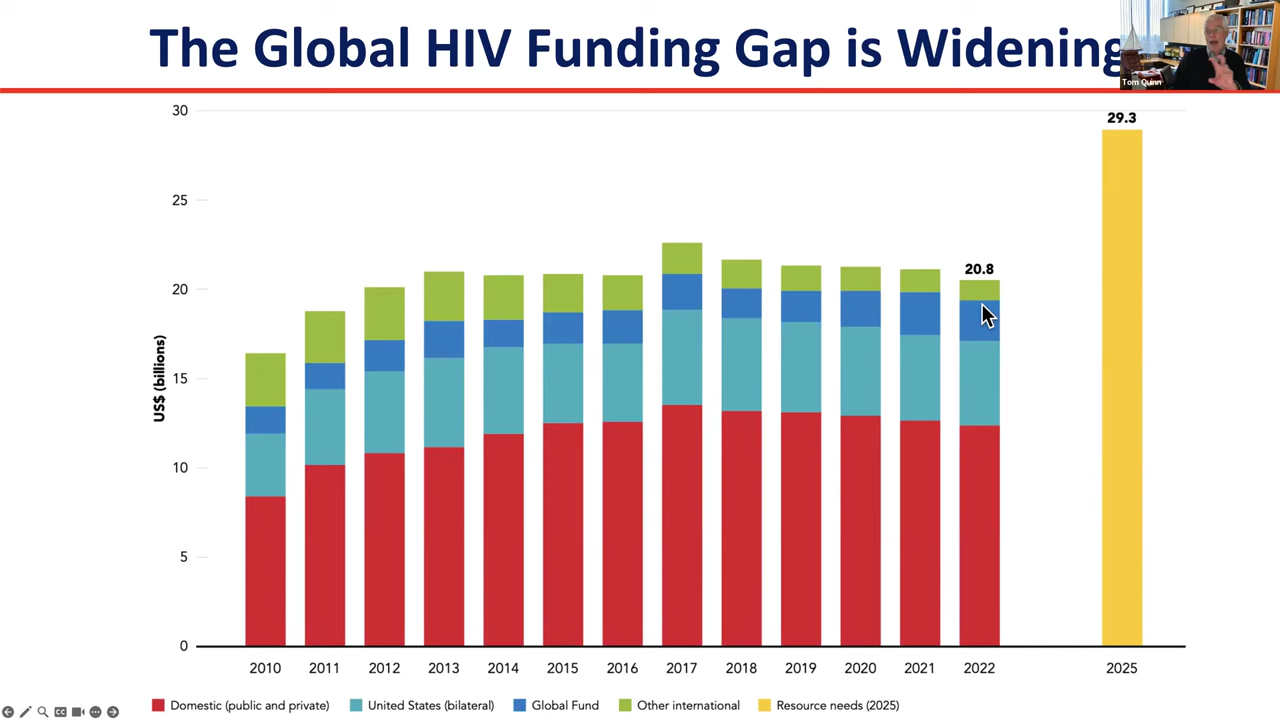 The Global HIV Funding Gap is Widening
Tom Quinn
30
29.3
25
20.8
20
15
10
5
0
US$ (billions)
2010 2011 2012 2013 2014 2015 2016 2017 2018 2019 2020 2021 2022 2025
Domestic (public and private) United States (bilateral) Global Fund Other international Resource needs (2025)
CC